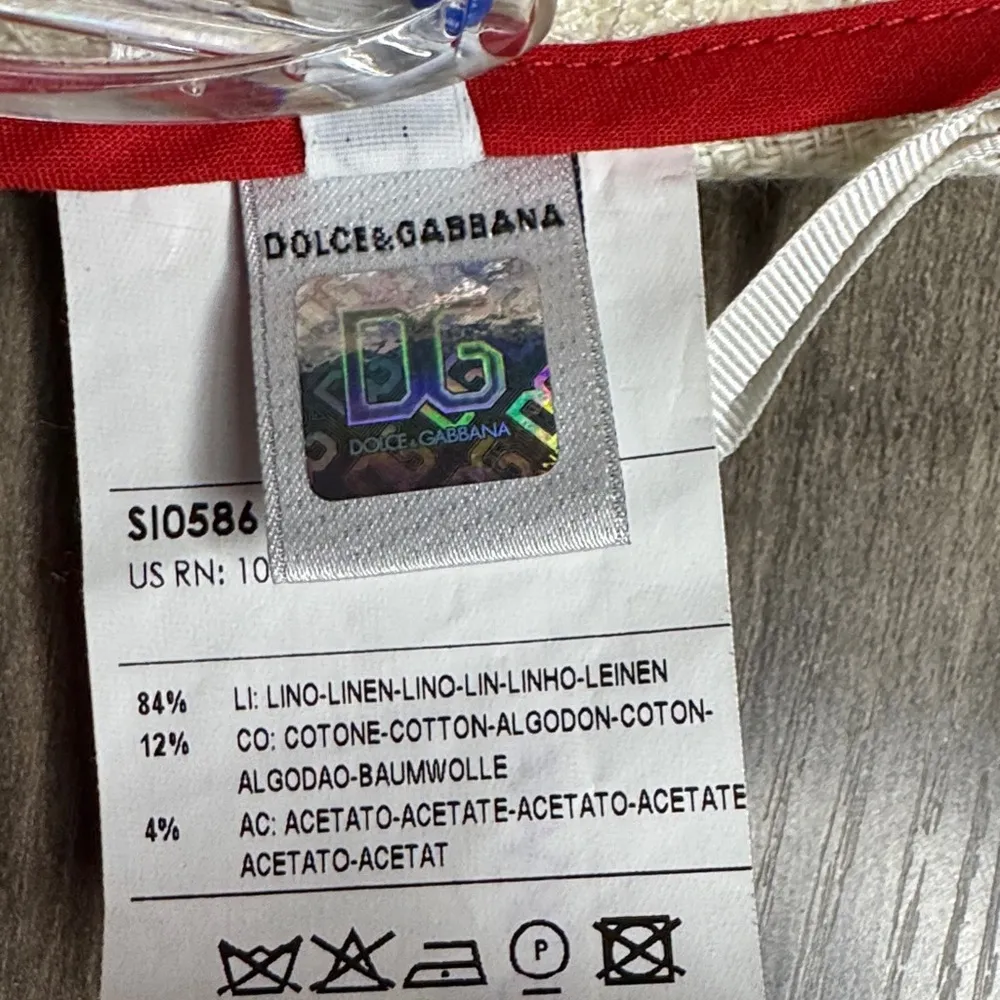 DOLCE&GABBANA
DG
DOLCE & GABBANA
SI0586
US RN: 10
84% LI: LINO-LINEN-LINO-LIN-LINHO-LEINEN
12% CO: COTONE-COTTON-ALGODON-COTON-
ALGODAO-BAUMWOLLE
4% AC: ACETATO-ACETATE-ACETATO-ACETATE
ACETATO-ACETAT
P